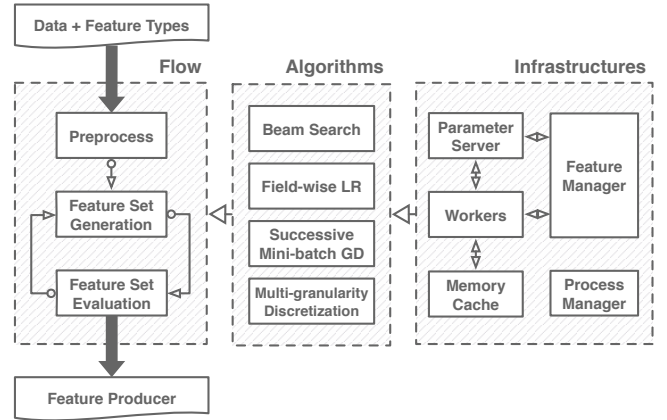 Data + Feature Types
Flow
Algorithms
Infrastructures
Preprocess
Feature Set
Generation
Feature Set
Evaluation
Feature Producer
Beam Search
Field-wise LR
Successive
Mini-batch GD
Multi-granularity
Discretization
Parameter
Server
Workers
Memory
Cache
Feature
Manager
Process
Manager